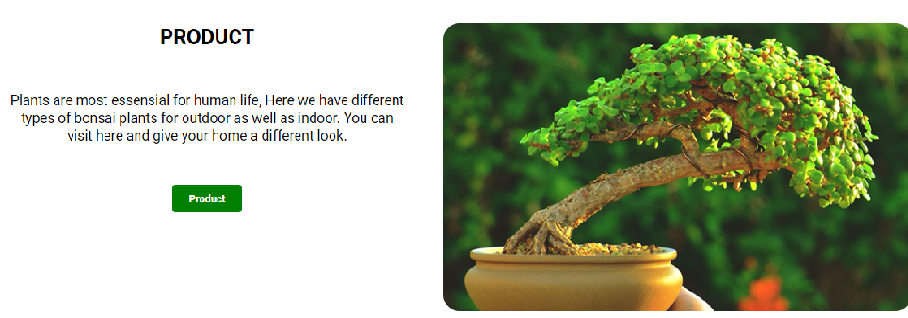 PRODUCT
Plants are most essensial for human life, Here we have different
types of bonsai plants for outdoor as well as indoor. You can
visit here and give your home a different look.
Product